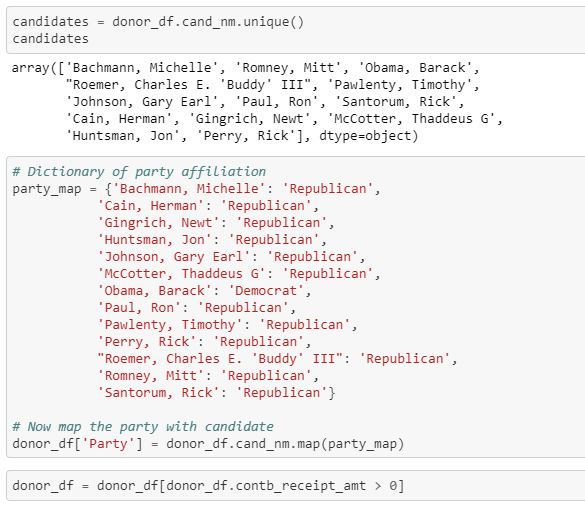 candidates = donor_df.cand_nm.unique()
candidates
array(['Bachmann, Michelle', 'Romney, Mitt', 'Obama, Barack',
"Roemer, Charles E. 'Buddy' III", 'Pawlenty, Timothy',
'Johnson, Gary Earl', 'Paul, Ron', 'Santorum, Rick',
'Cain, Herman', 'Gingrich, Newt', 'McCotter, Thaddeus G',
'Huntsman, Jon', 'Perry, Rick'], dtype=object)
# Dictionary of party affiliation
party_map = {'Bachmann, Michelle': 'Republican',
'Cain, Herman': 'Republican',
'Gingrich, Newt': 'Republican',
'Huntsman, Jon': 'Republican',
'Johnson, Gary Earl': 'Republican',
'McCotter, Thaddeus G': 'Republican',
'Obama, Barack': 'Democrat',
'Paul, Ron': 'Republican',
'Pawlenty, Timothy': 'Republican',
'Perry, Rick': 'Republican',
"Roemer, Charles E. 'Buddy' III": 'Republican',
'Romney, Mitt': 'Republican',
'Santorum, Rick': 'Republican'}
# Now map the party with candidate
donor_df['Party'] = donor_df.cand_nm.map(party_map)
donor_df = donor_df[donor_df.contb_receipt_amt > 0]